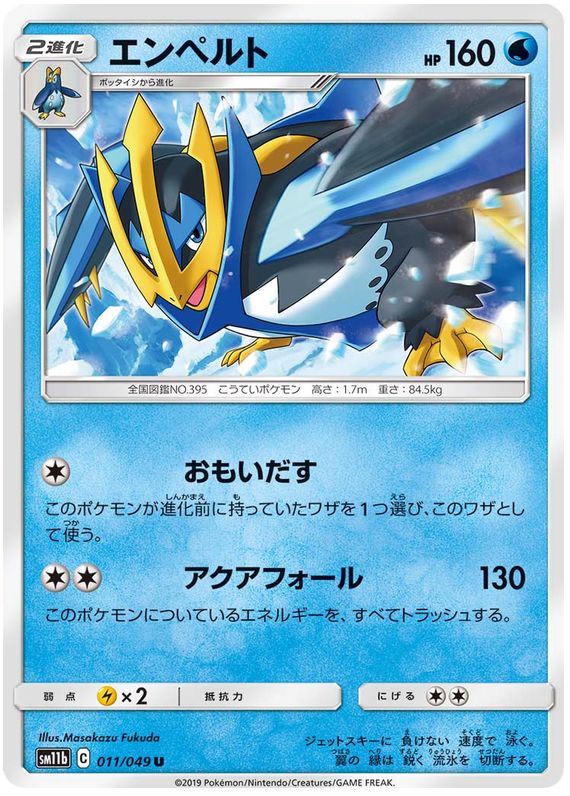 2進化 エンペルト HP 160
ポッタイシから進化
全国図鑑NO.395 こうていポケモン 高さ:1.7m 重さ:84.5kg
おもいだす
このポケモンが進化前に持っていたワザを1つ選び、このワザとし
て使う。
アクアフォール 130
このポケモンについているエネルギーを、すべてトラッシュする。
弱点 ×2 抵抗力 にげる
Illus.Masakazu Fukuda
sm11b C 011/049 U
ジェットスキーに 負けない 速度で 泳ぐ。
翼の 縁は 鋭く 流氷を 切断する。
©2019 Pokémon/Nintendo/Creatures/GAME FREAK.